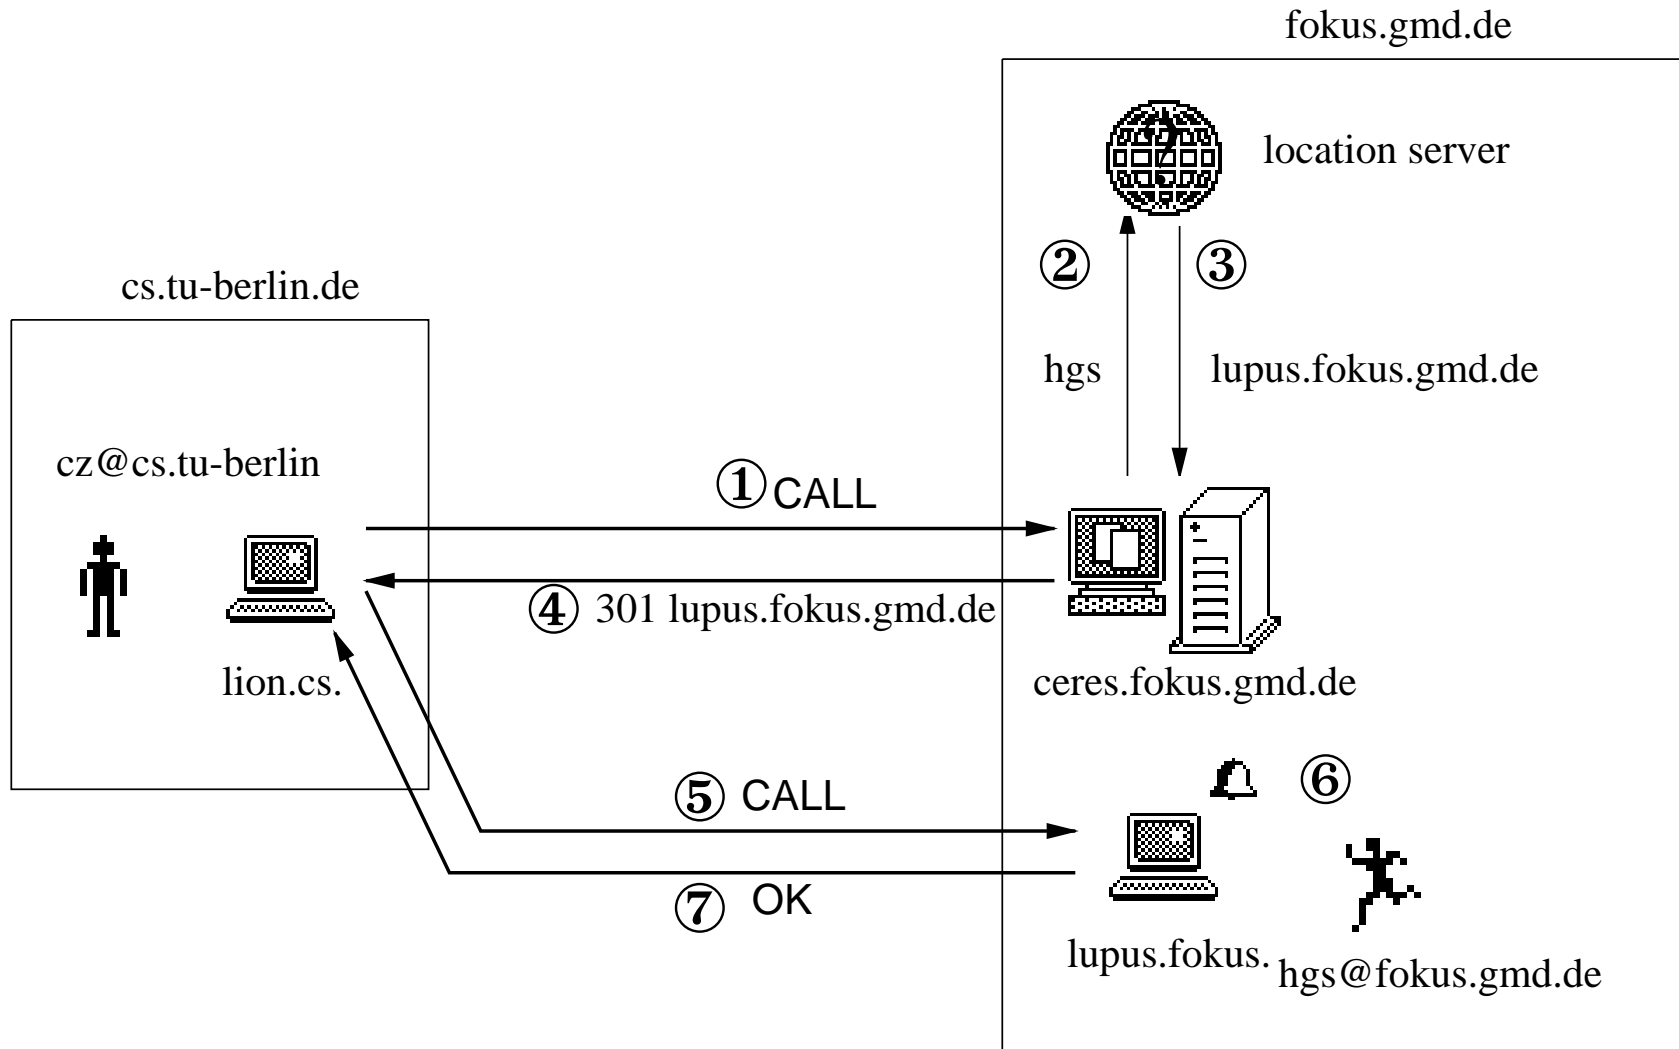 fokus.gmd.de
location server
② ③
cs.tu-berlin.de
hgs lupus.fokus.gmd.de
cz@cs.tu-berlin
① CALL
④ 301 lupus.fokus.gmd.de
lion.cs.
ceres.fokus.gmd.de
⑤ CALL
⑥
⑦ OK
lupus.fokus.
hgs@fokus.gmd.de